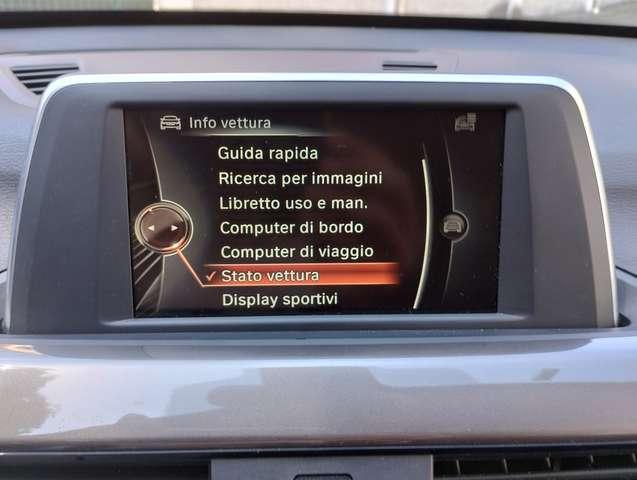 Info vettura
Guida rapida
Ricerca per immagini
Libretto uso e man.
Computer di bordo
Computer di viaggio
Stato vettura
Display sportivi